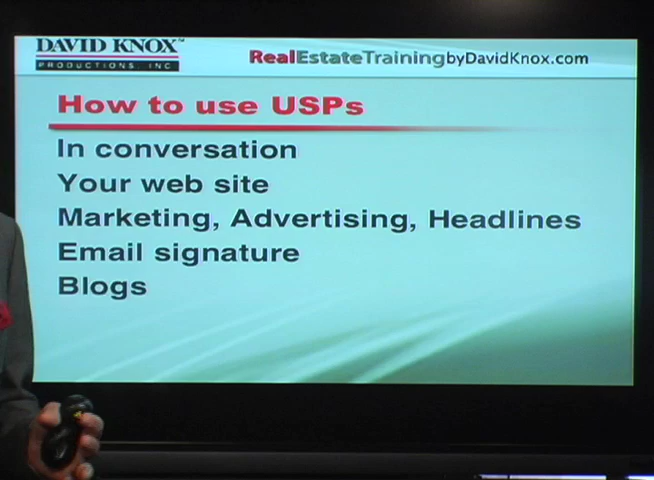 DAVID KNOX™
PRODUCTIONS, INC
RealEstateTrainingbyDavidKnox.com
How to use USPs
In conversation
Your web site
Marketing, Advertising, Headlines
Email signature
Blogs